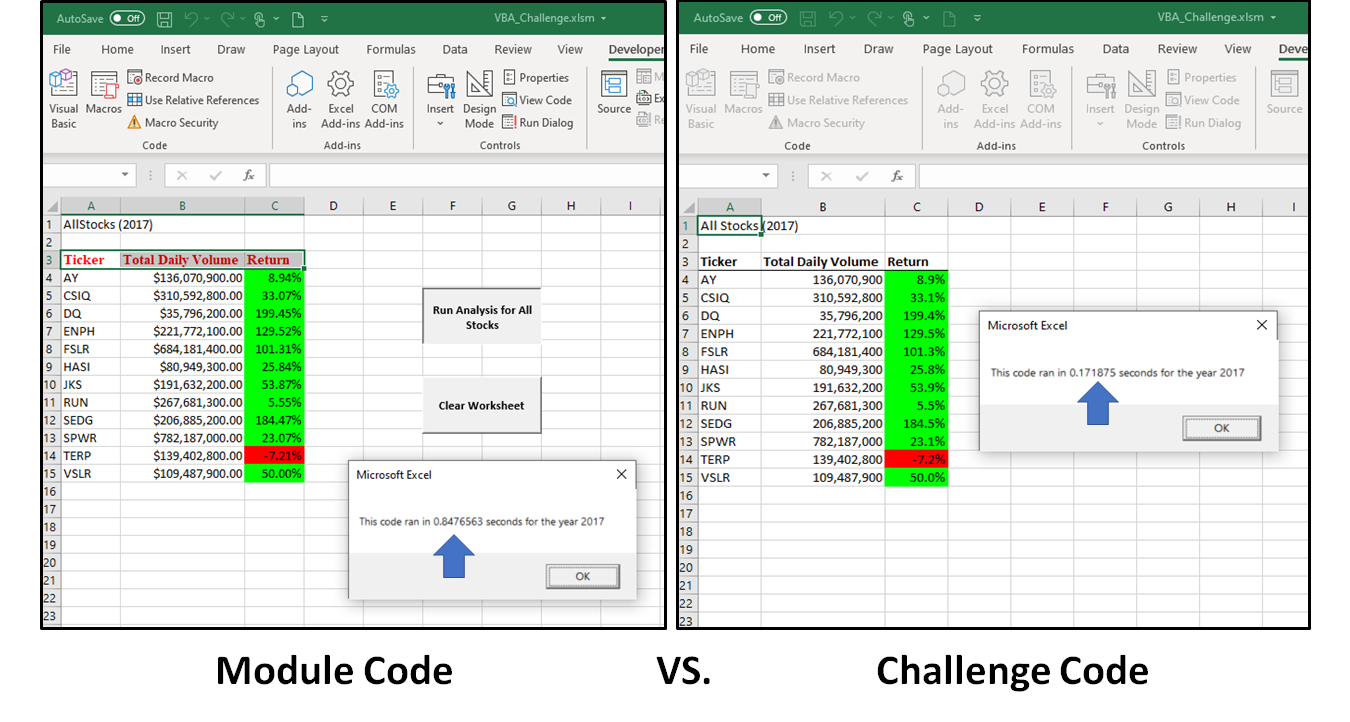 AutoSave Off VBA_Challenge.xlsm
File Home Insert Draw Page Layout Formulas Data Review View Developer
Visual Basic
Macros
Record Macro
Use Relative References
Macro Security
Code
Add-ins
Excel Add-ins
COM Add-ins
Add-ins
Insert
Design Mode
Properties
View Code
Run Dialog
Controls
Source
fx
A B C D E F G H I
1 AllStocks (2017)
2
3 Ticker Total Daily Volume Return
4 AY $136,070,900.00 8.94%
5 CSIQ $310,592,800.00 33.07%
6 DQ $35,796,200.00 199.45%
7 ENPH $221,772,100.00 129.52%
8 FSLR $684,181,400.00 101.31%
9 HASI $80,949,300.00 25.84%
10 JKS $191,632,200.00 53.87%
11 RUN $267,681,300.00 5.55%
12 SEDG $206,885,200.00 184.47%
13 SPWR $782,187,000.00 23.07%
14 TERP $139,402,800.00 -7.21%
15 VSLR $109,487,900.00 50.00%
16
17
18
19
20
21
22
23
Run Analysis for All
Stocks
Clear Worksheet
Microsoft Excel
This code ran in 0.8476563 seconds for the year 2017
OK
AutoSave Off VBA_Challenge.xlsm
File Home Insert Draw Page Layout Formulas Data Review View Deve
Visual Basic
Macros
Record Macro
Use Relative References
Macro Security
Code
Add-ins
Excel Add-ins
COM Add-ins
Add-ins
Insert
Design Mode
Properties
View Code
Run Dialog
Controls
Source
fx
A B C D E F G H I
1 All Stocks (2017)
2
3 Ticker Total Daily Volume Return
4 AY 136,070,900 8.9%
5 CSIQ 310,592,800 33.1%
6 DQ 35,796,200 199.4%
7 ENPH 221,772,100 129.5%
8 FSLR 684,181,400 101.3%
9 HASI 80,949,300 25.8%
10 JKS 191,632,200 53.9%
11 RUN 267,681,300 5.5%
12 SEDG 206,885,200 184.5%
13 SPWR 782,187,000 23.1%
14 TERP 139,402,800 -7.2%
15 VSLR 109,487,900 50.0%
16
17
18
19
20
21
22
23
Microsoft Excel
This code ran in 0.171875 seconds for the year 2017
OK
Module Code VS. Challenge Code